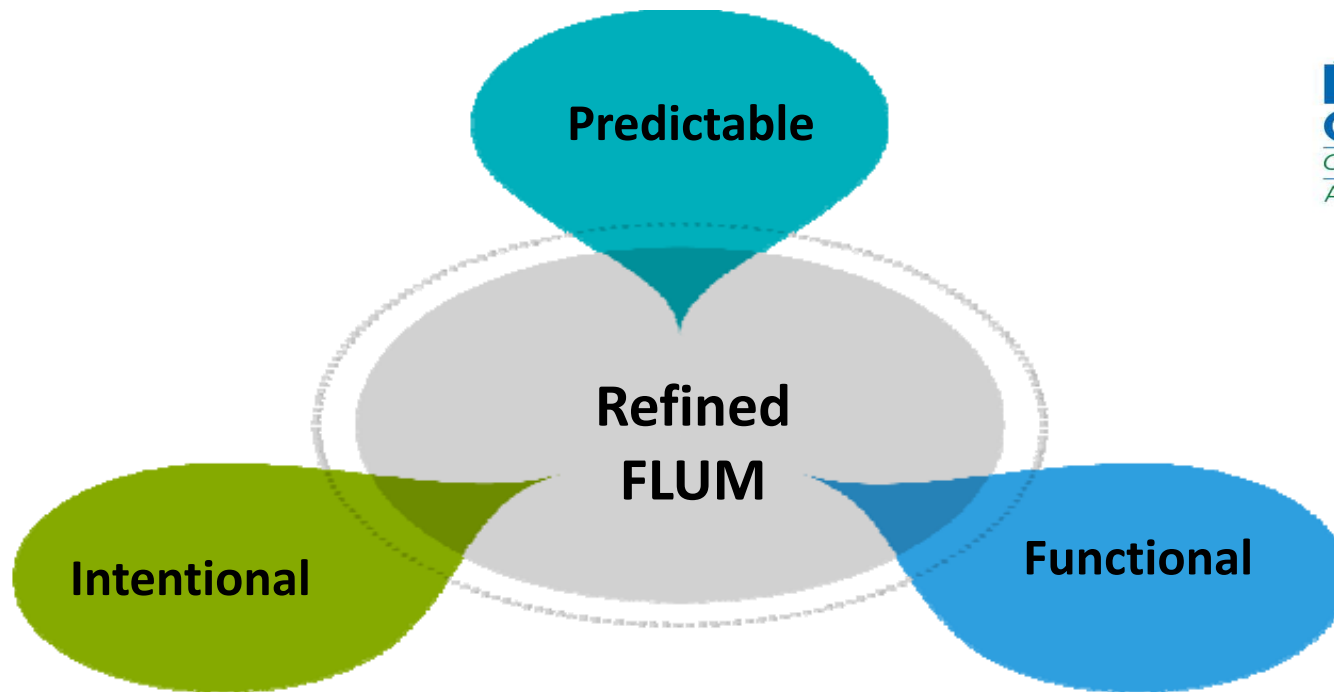 Predictable
Refined
FLUM
Intentional
Functional